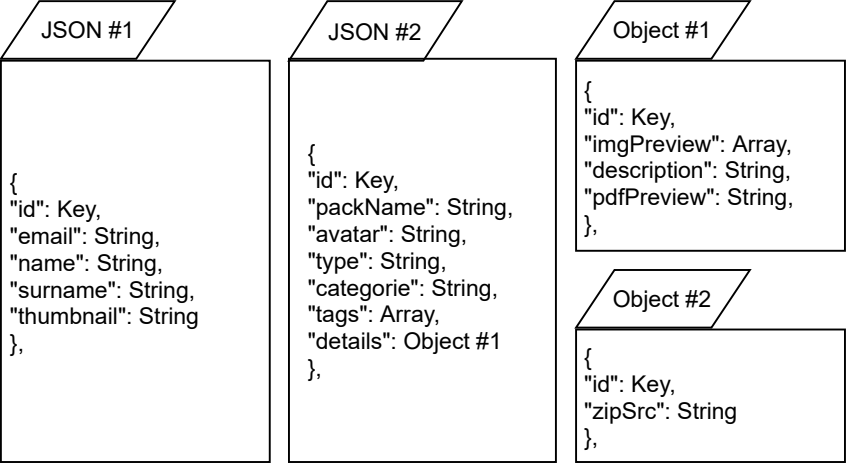 JSON #1
{
"id": Key,
"email": String,
"name": String,
"surname": String,
"thumbnail": String
},
JSON #2
{
"id": Key,
"packName": String,
"avatar": String,
"type": String,
"categorie": String,
"tags": Array,
"details": Object #1
},
Object #1
{
"id": Key,
"imgPreview": Array,
"description": String,
"pdfPreview": String,
},
Object #2
{
"id": Key,
"zipSrc": String
},